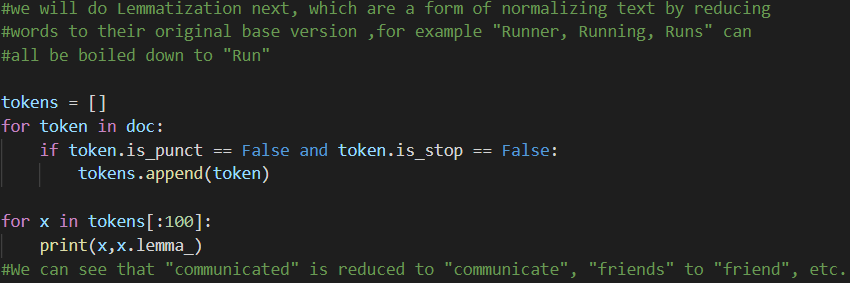 #we will do Lemmatization next, which are a form of normalizing text by reducing
#words to their original base version ,for example "Runner, Running, Runs" can
#all be boiled down to "Run"

tokens = []
for token in doc:
    if token.is_punct == False and token.is_stop == False:
        tokens.append(token)

for x in tokens[:100]:
    print(x,x.lemma_)
#We can see that "communicated" is reduced to "communicate", "friends" to "friend", etc.